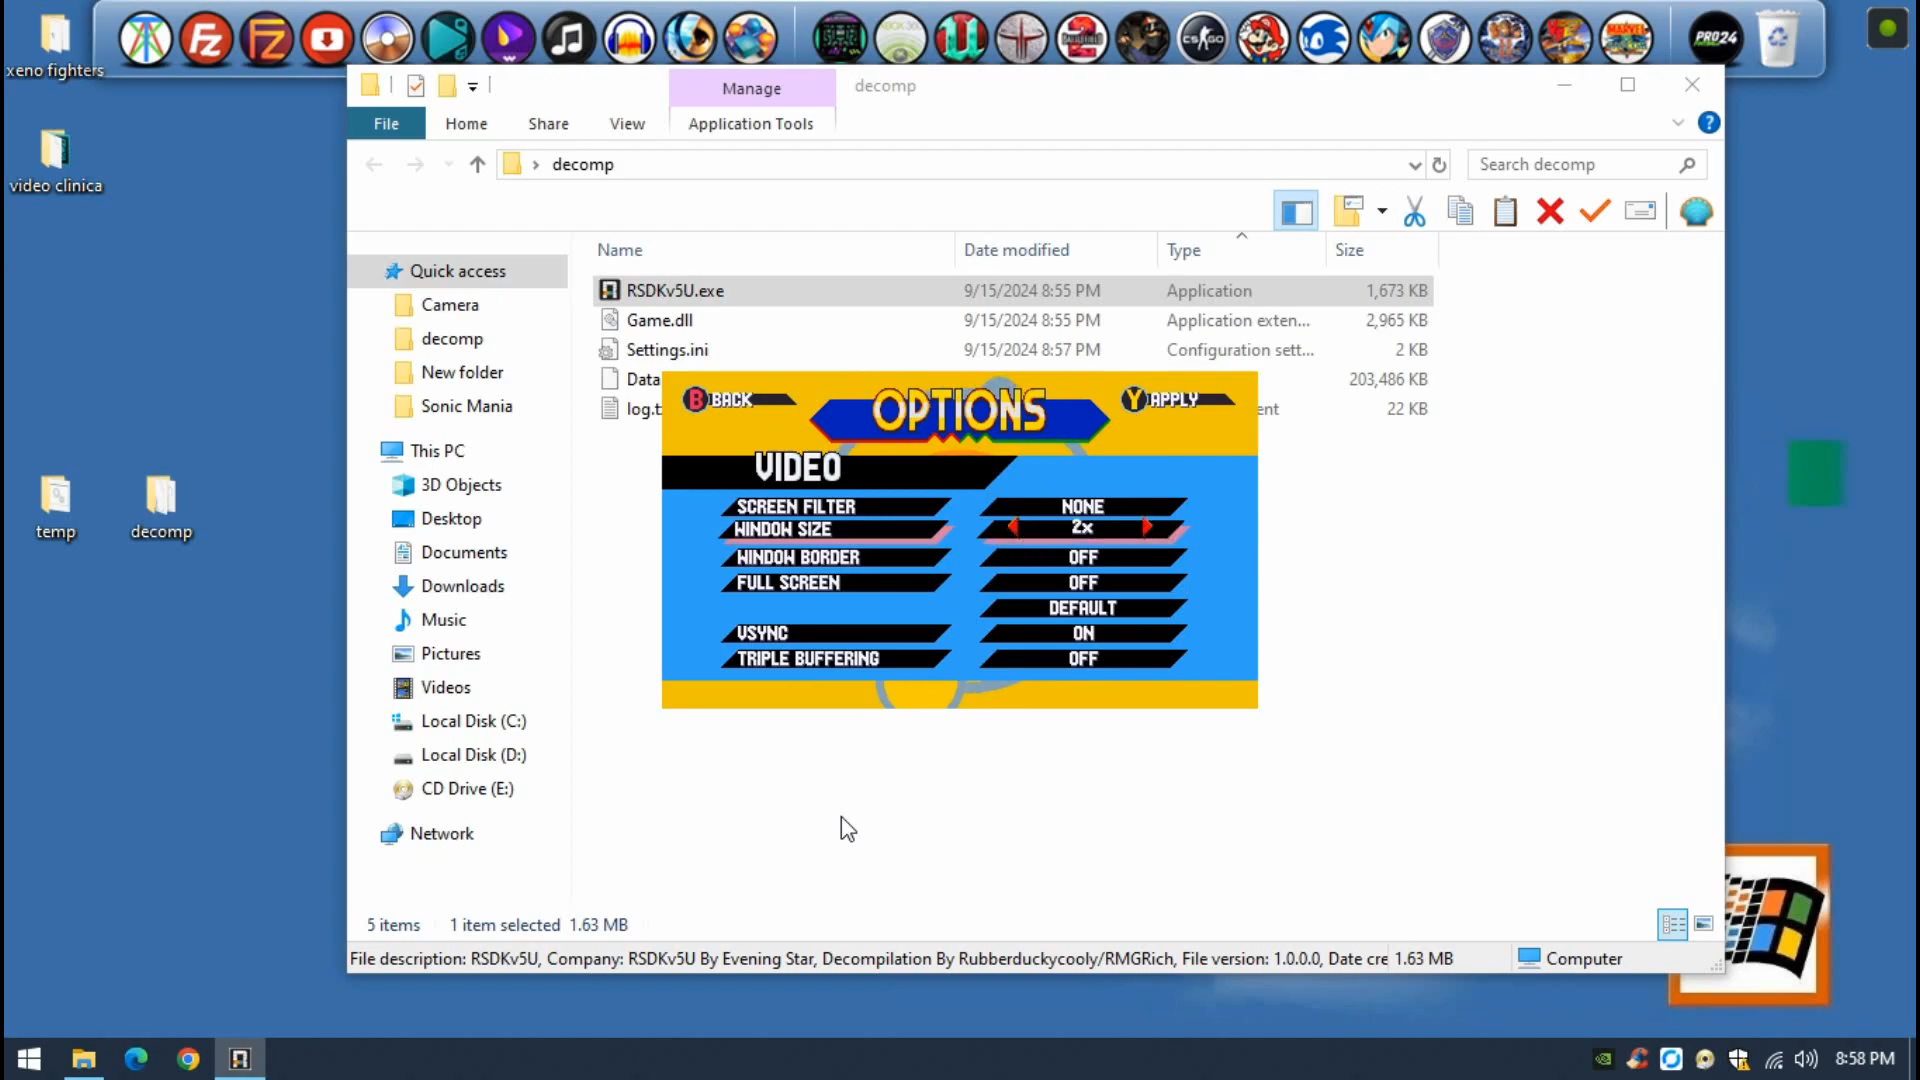 xeno fighters
video clinica
temp
decomp
CS:GO
PRO24
Manage
decomp
File
Home
Share
View
Application Tools
decomp
Search decomp
Name
Date modified
Type
Size
Quick access
Camera
decomp
New folder
Sonic Mania
This PC
3D Objects
Desktop
Documents
Downloads
Music
Pictures
Videos
Local Disk (C:)
Local Disk (D:)
CD Drive (E:)
Network
RSDKv5U.exe 9/15/2024 8:55 PM Application 1,673 KB
Game.dll 9/15/2024 8:55 PM Application exten... 2,965 KB
Settings.ini 9/15/2024 8:57 PM Configuration sett... 2 KB
Data 203,486 KB
log.t ent 22 KB
B BACK
OPTIONS
Y APPLY
VIDEO
SCREEN FILTER NONE
WINDOW SIZE 2x
WINDOW BORDER OFF
FULL SCREEN OFF
DEFAULT
VSYNC ON
TRIPLE BUFFERING OFF
5 items 1 item selected 1.63 MB
File description: RSDKv5U, Company: RSDKv5U By Evening Star, Decompilation By Rubberduckycooly/RMGRich, File version: 1.0.0.0, Date cre 1.63 MB
Computer
8:58 PM